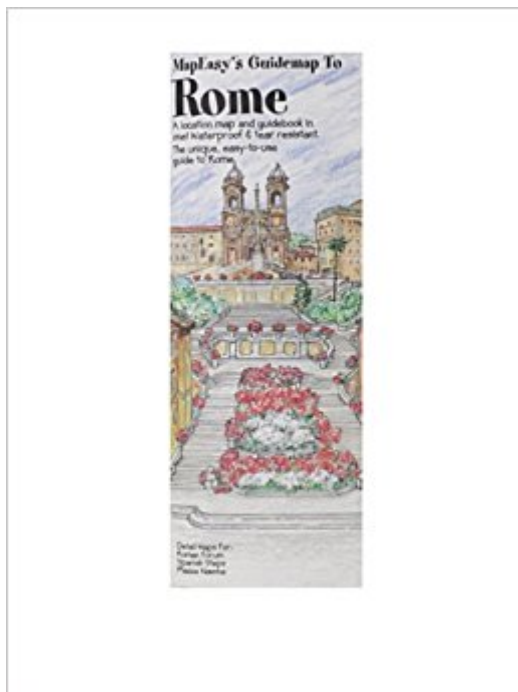 MapEasy's Guidemap To
Rome
A location map and guidebook in
one! Waterproof & tear resistant.
The unique, easy-to-use
guide to Rome.
Detail maps for:
Roman Forum
Spanish Steps
Piazza Navona